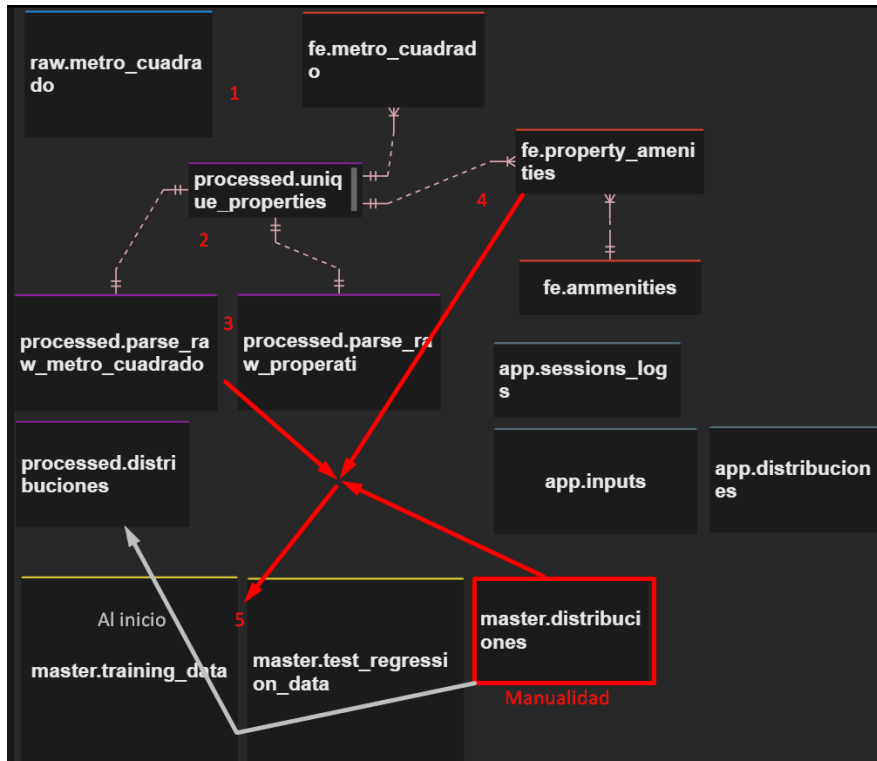 raw.metro_cuadra
do
1
fe.metro_cuadrad
o
processed.uniq
ue_properties
fe.property_ameni
ties
4
2
fe.ammenities
processed.parse_ra
w_metro_cuadrado
3
processed.parse_ra
w_properati
app.sessions_log
s
processed.distri
buciones
app.inputs
app.distribucion
es
Al inicio
5
master.training_data
master.test_regressi
on_data
master.distribuci
ones
Manualidad